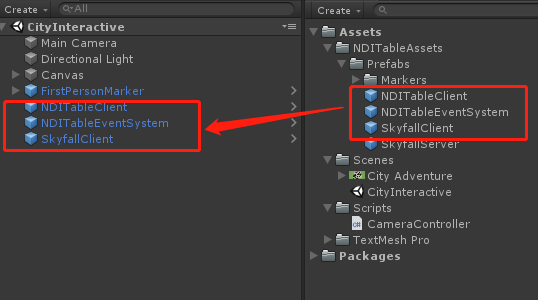 Create
All
CityInteractive
Main Camera
Directional Light
Canvas
FirstPersonMarker
NDITableClient
NDITableEventSystem
SkyfallClient
Create
Assets
NDITableAssets
Prefabs
Markers
NDITableClient
NDITableEventSystem
SkyfallClient
SkyfallServer
Scenes
City Adventure
CityInteractive
Scripts
CameraController
TextMesh Pro
Packages